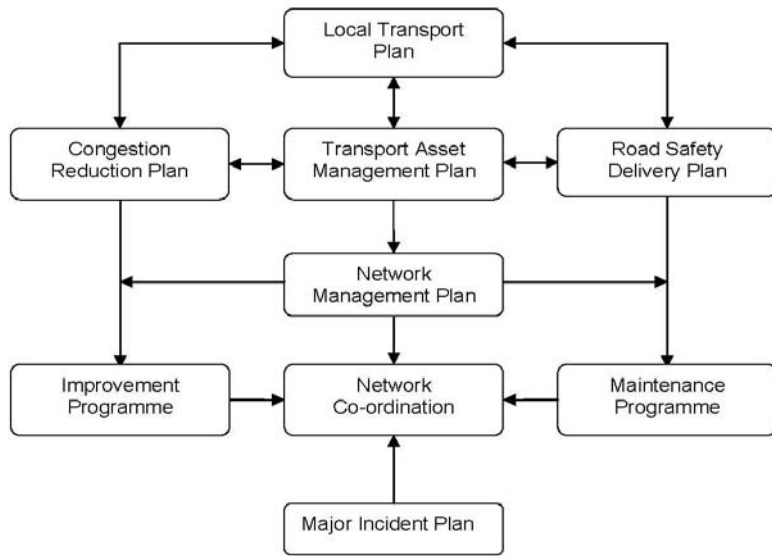 Local Transport
Plan
Congestion
Reduction Plan
Transport Asset
Management Plan
Road Safety
Delivery Plan
Network
Management Plan
Improvement
Programme
Network
Co-ordination
Maintenance
Programme
Major Incident Plan